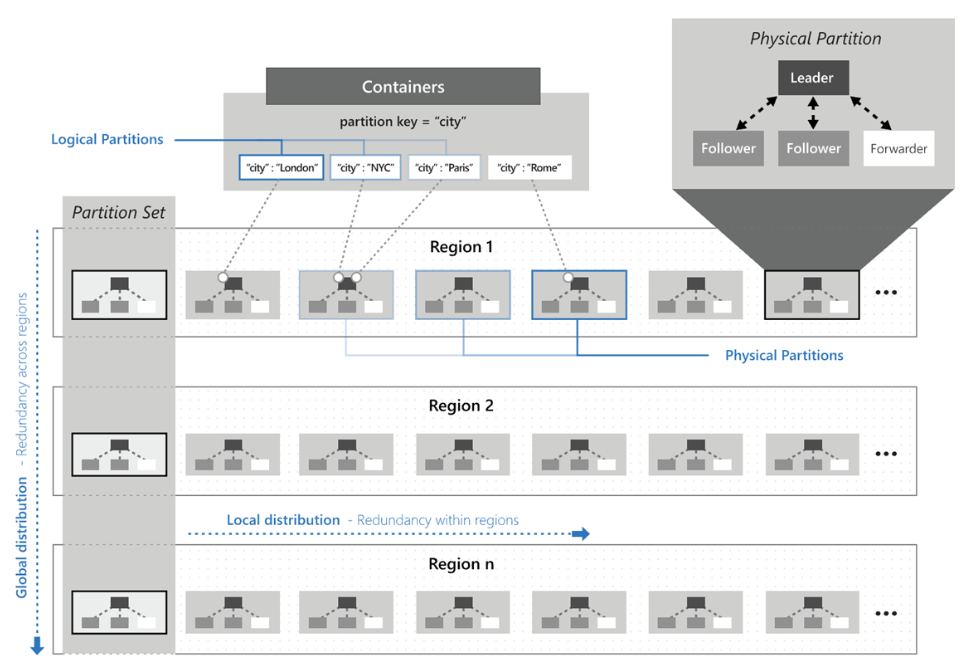 Physical Partition
Leader
Follower
Follower
Forwarder
Containers
partition key = “city”
Logical Partitions
“city” : “London”
“city” : “NYC”
“city” : “Paris”
“city” : “Rome”
Partition Set
Region 1
•••
Physical Partitions
Region 2
•••
Local distribution - Redundancy within regions
Region n
•••
Global distribution - Redundancy across regions